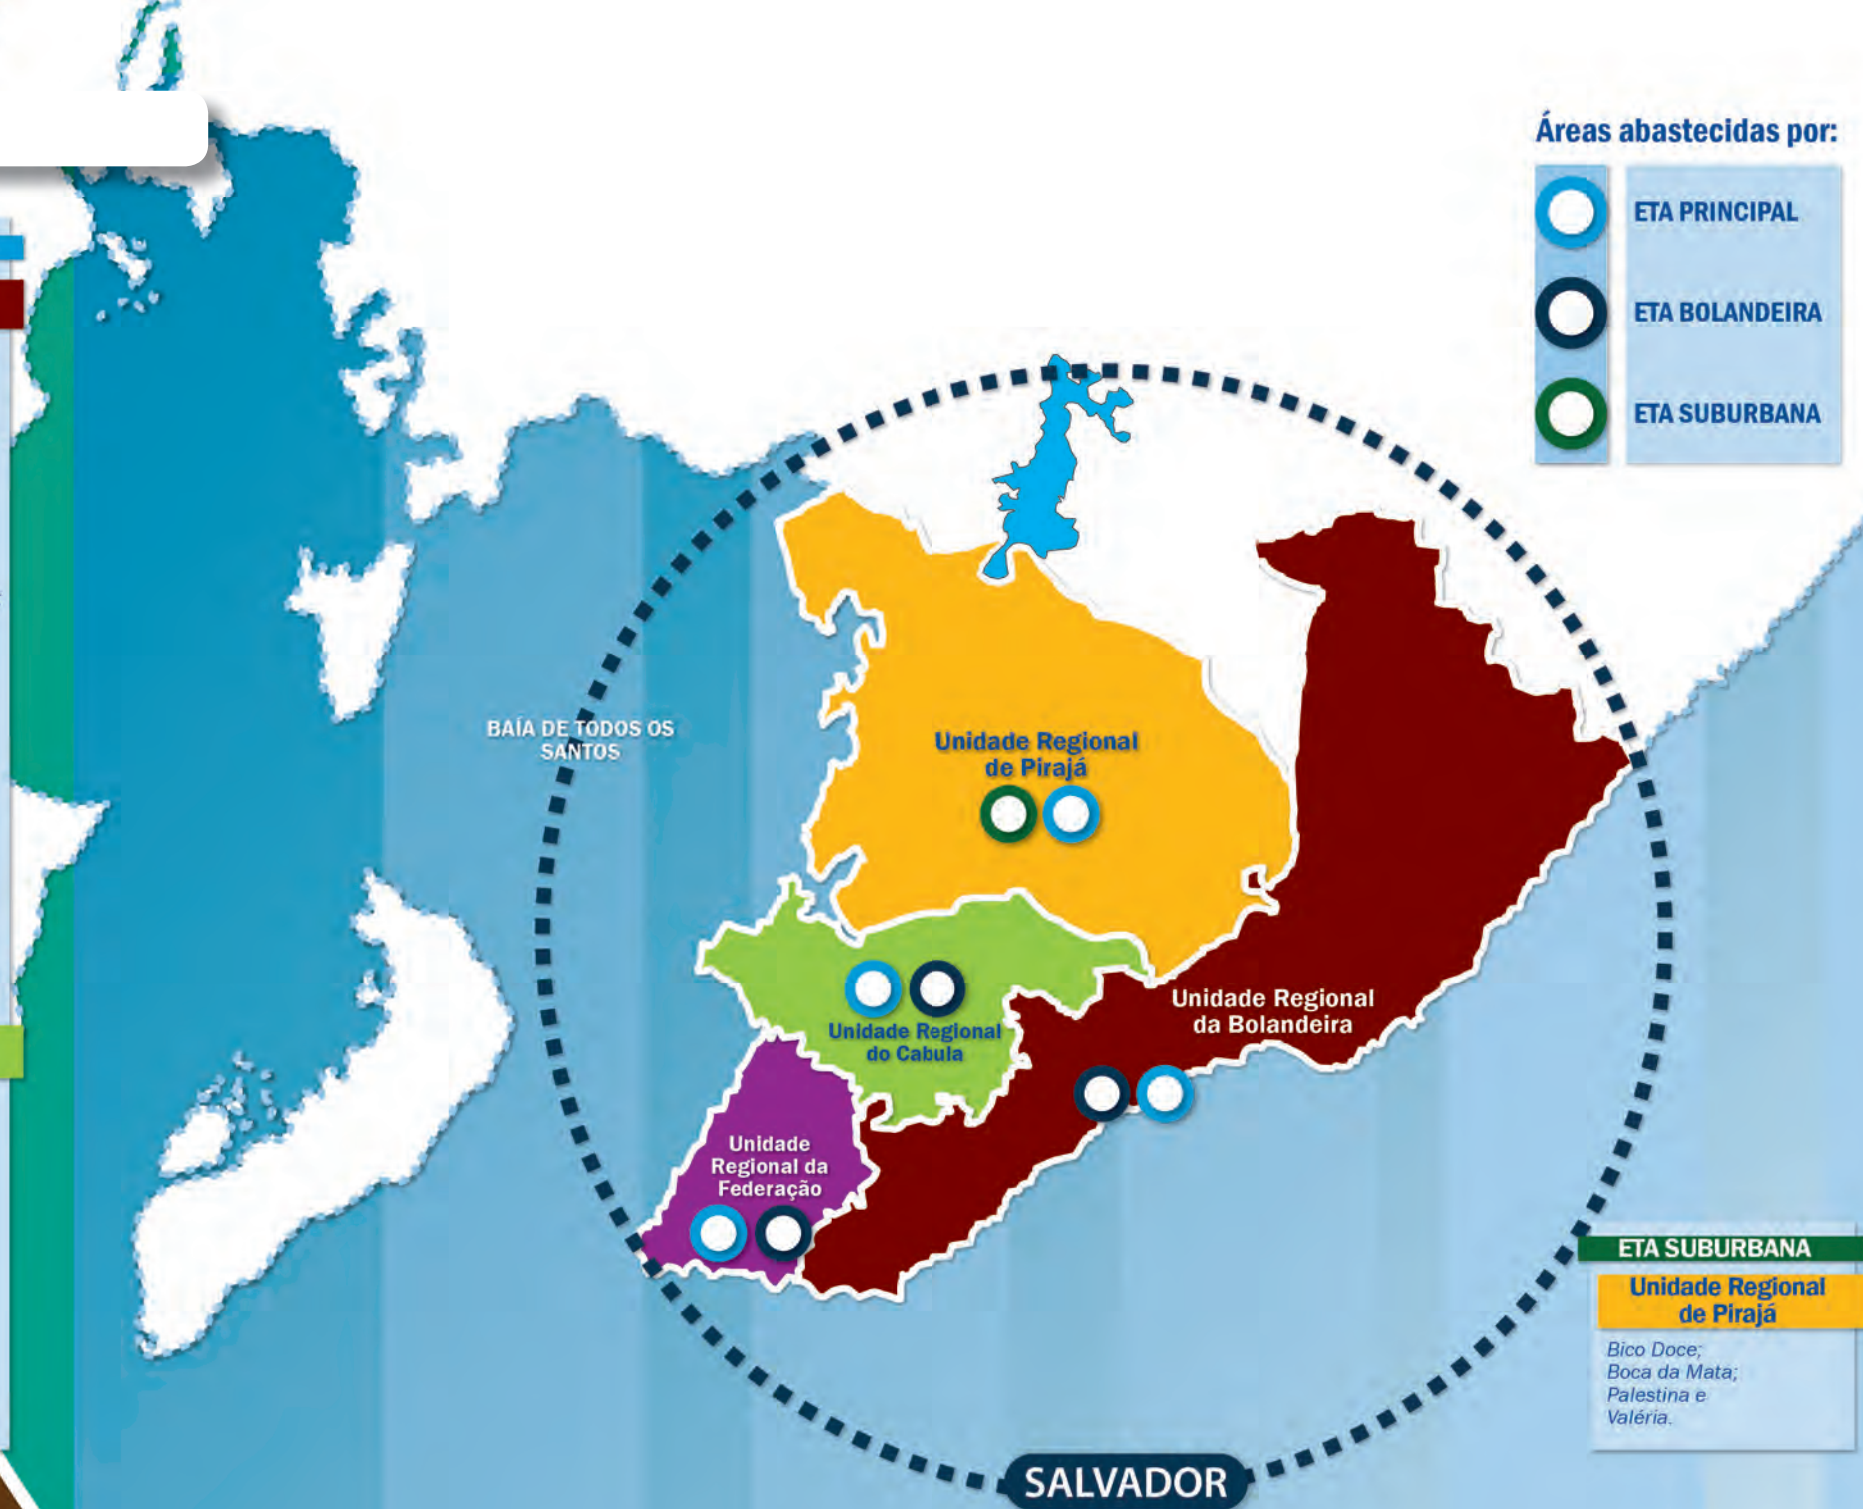 Áreas abastecidas por:
ETA PRINCIPAL
ETA BOLANDEIRA
ETA SUBURBANA
BAÍA DE TODOS OS
SANTOS
Unidade Regional
de Pirajá
Unidade Regional
do Cabula
Unidade Regional
da Bolandeira
Unidade
Regional da
Federação
ETA SUBURBANA
Unidade Regional
de Pirajá
Bico Doce;
Boca da Mata;
Palestina e
Valéria.
SALVADOR